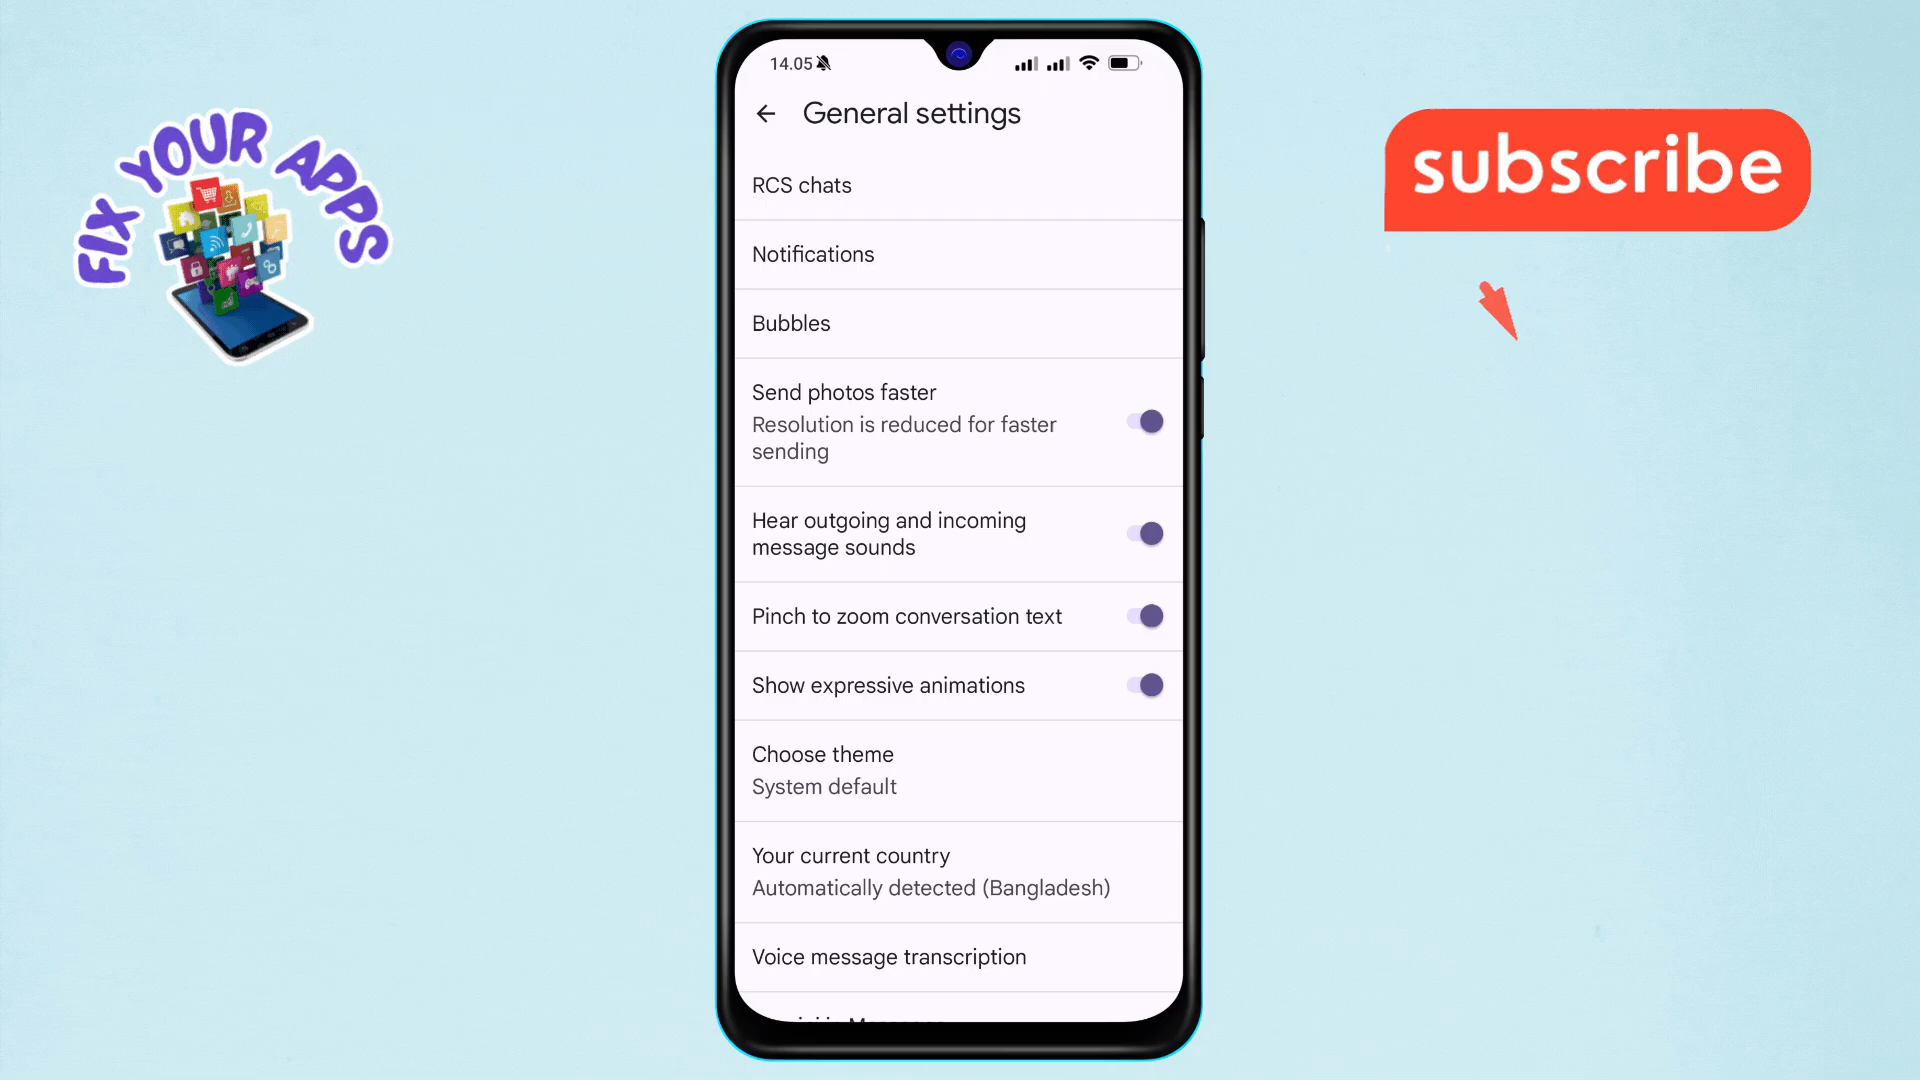 FIX YOUR APPS
subscribe
14.05
General settings
RCS chats
Notifications
Bubbles
Send photos faster
Resolution is reduced for faster
sending
Hear outgoing and incoming
message sounds
Pinch to zoom conversation text
Show expressive animations
Choose theme
System default
Your current country
Automatically detected (Bangladesh)
Voice message transcription